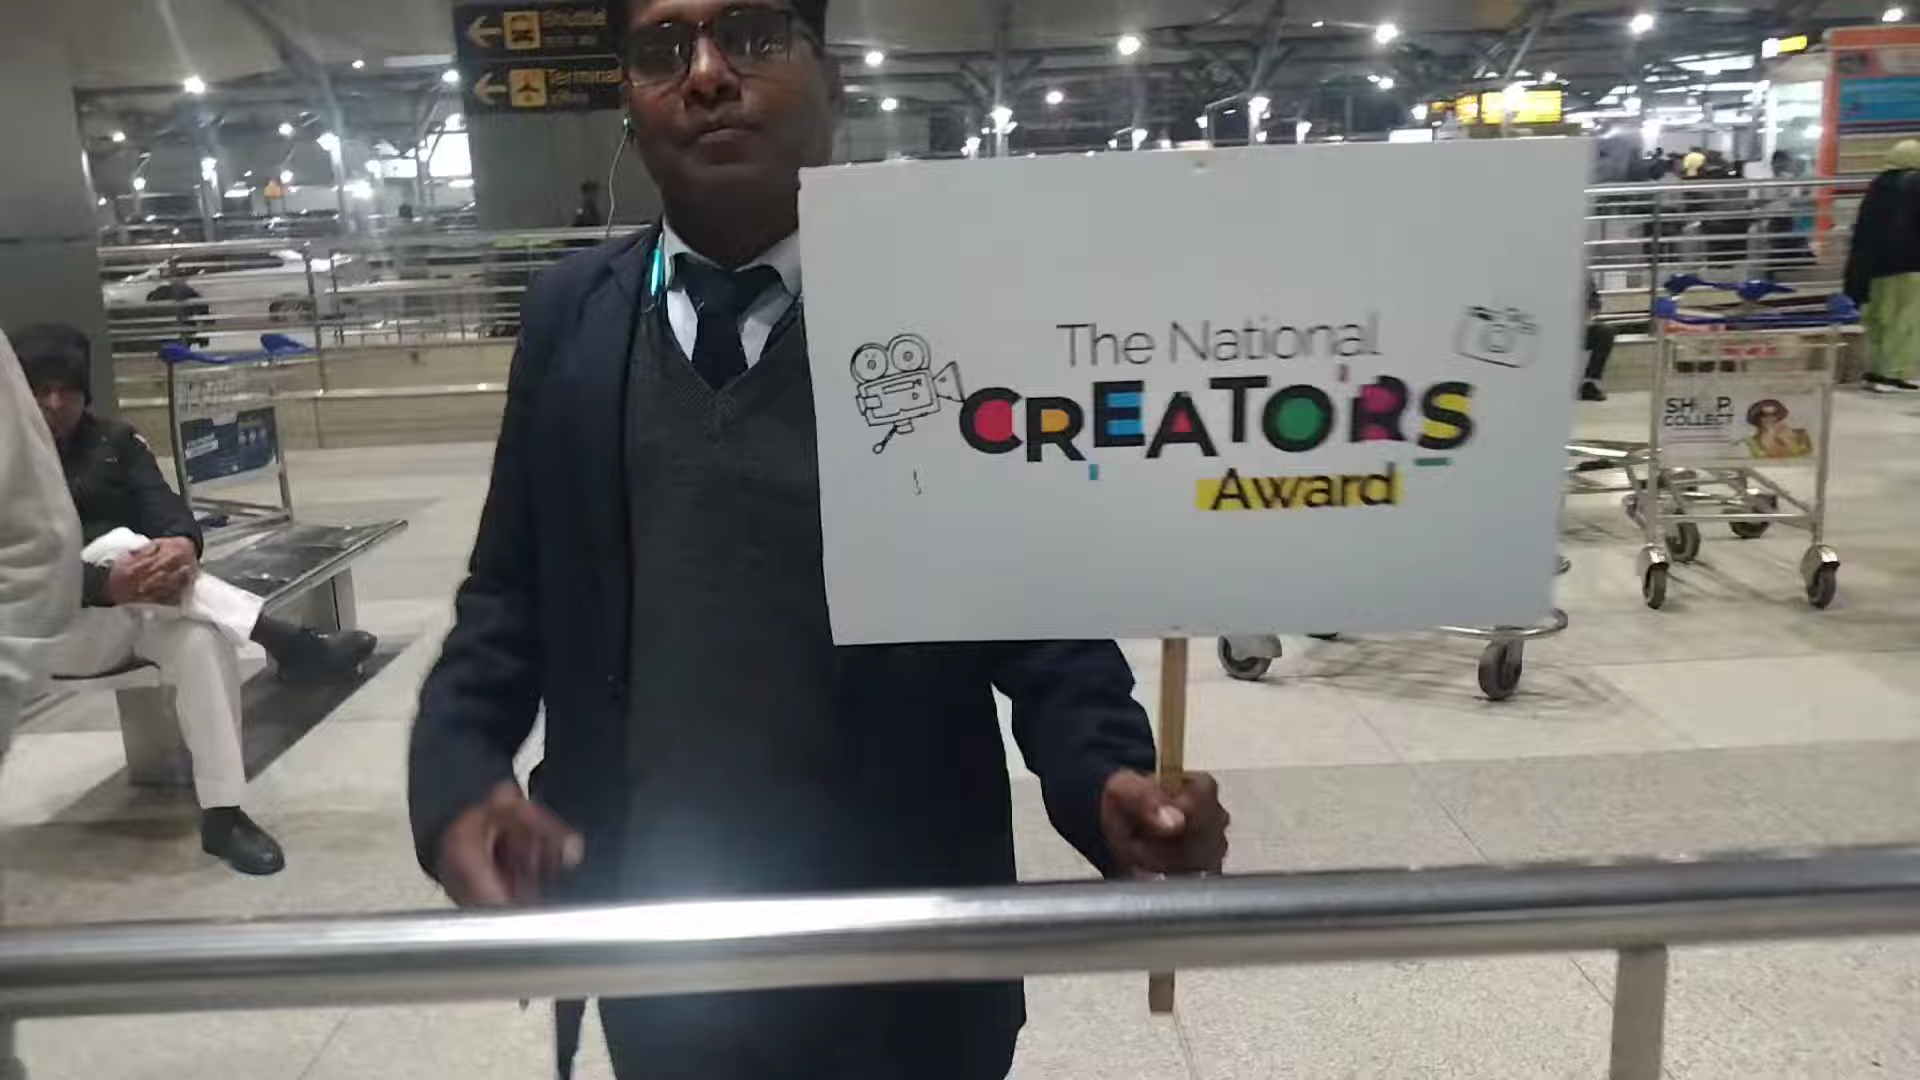 Shuttle
Terminal
The National
CREATORS
Award
SHOP
COLLECT